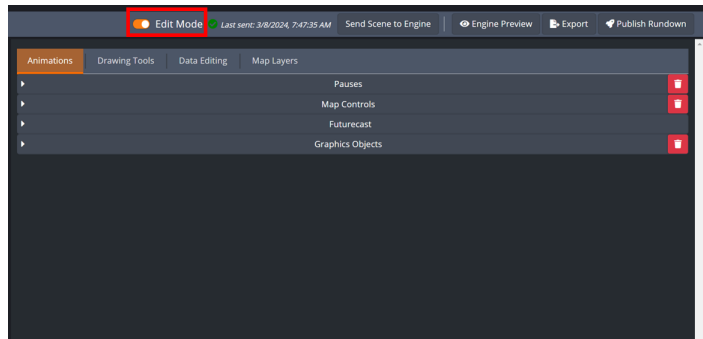 Edit Mode Last sent: 3/8/2024, 7:47:35 AM Send Scene to Engine Engine Preview Export Publish Rundown
Animations Drawing Tools Data Editing Map Layers
Pauses
Map Controls
Futurecast
Graphics Objects